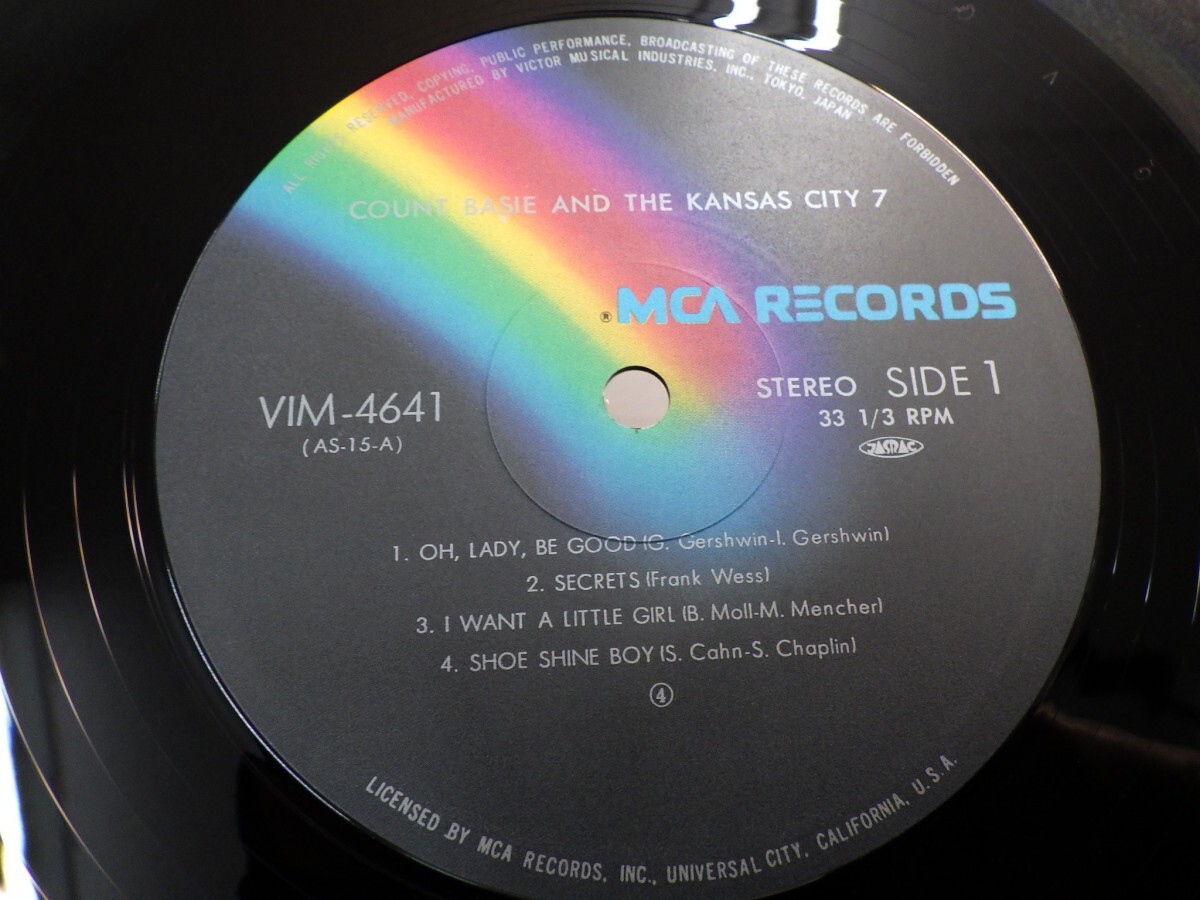 ALL RIGHTS RESERVED, COPYING, PUBLIC PERFORMANCE, BROADCASTING OF THESE RECORDS ARE FORBIDDEN
MANUFACTURED BY VICTOR MUSICAL INDUSTRIES, INC., TOKYO, JAPAN
COUNT BASIE AND THE KANSAS CITY 7
® MCA RECORDS
STEREO SIDE 1
33 1/3 RPM
JASRAC
VIM-4641
(AS-15-A)
1. OH, LADY, BE GOOD (G. Gershwin-I. Gershwin)
2. SECRETS (Frank Wess)
3. I WANT A LITTLE GIRL (B. Moll-M. Mencher)
4. SHOE SHINE BOY (S. Cahn-S. Chaplin)
④
LICENSED BY MCA RECORDS, INC., UNIVERSAL CITY, CALIFORNIA, U.S.A.